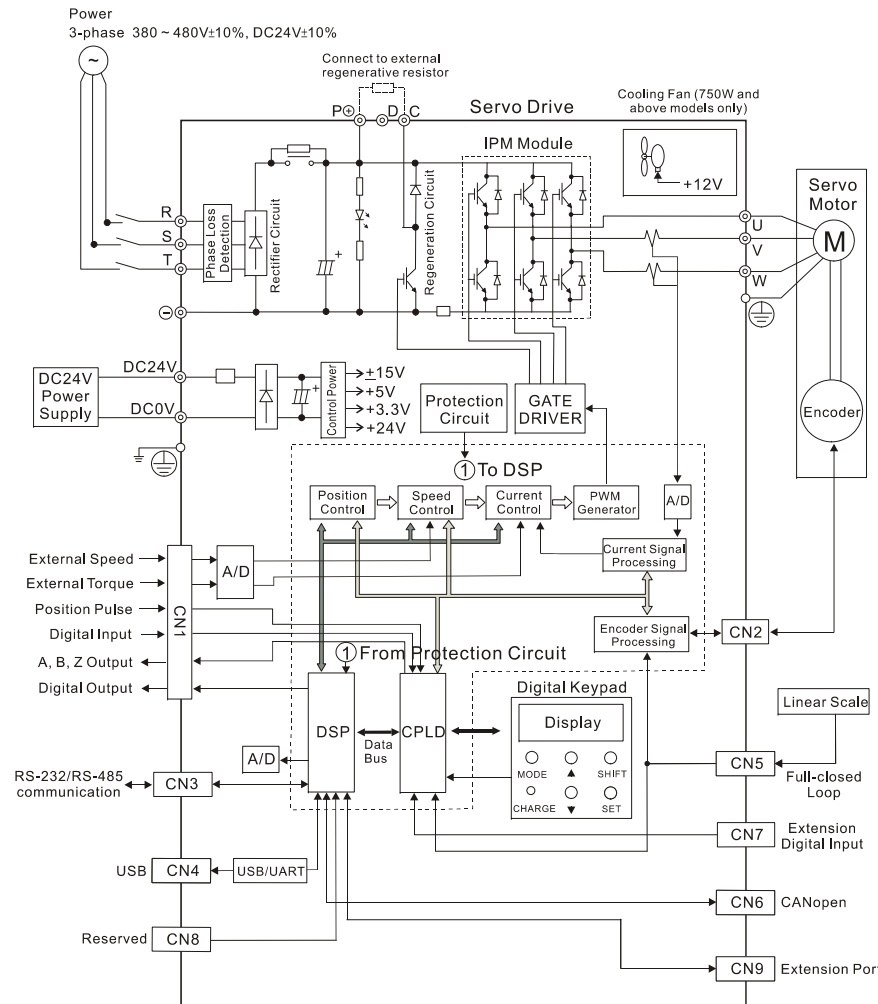 Power
3-phase 380 ~ 480V±10%, DC24V±10%
~
Connect to external
regenerative resistor
P⊕
D
C
Servo Drive
Cooling Fan (750W and
above models only)
IPM Module
+12V
Servo
Motor
R
S
T
Phase Loss
Detection
Rectifier Circuit
+
Regeneration Circuit
U
V
W
M
⊖
DC24V
Power
Supply
DC24V
DC0V
+
Control Power
±15V
+5V
+3.3V
+24V
Protection
Circuit
GATE
DRIVER
Encoder
① To DSP
Position
Control
Speed
Control
Current
Control
PWM
Generator
A/D
Current Signal
Processing
External Speed
External Torque
Position Pulse
Digital Input
A, B, Z Output
Digital Output
CN1
A/D
Encoder Signal
Processing
CN2
① From Protection Circuit
DSP
Data
Bus
CPLD
A/D
Digital Keypad
Display
MODE
▲
SHIFT
CHARGE
▼
SET
Linear Scale
CN5
Full-closed
Loop
RS-232/RS-485
communication
CN3
CN7
Extension
Digital Input
USB
CN4
USB/UART
CN6
CANopen
Reserved
CN8
CN9
Extension Port